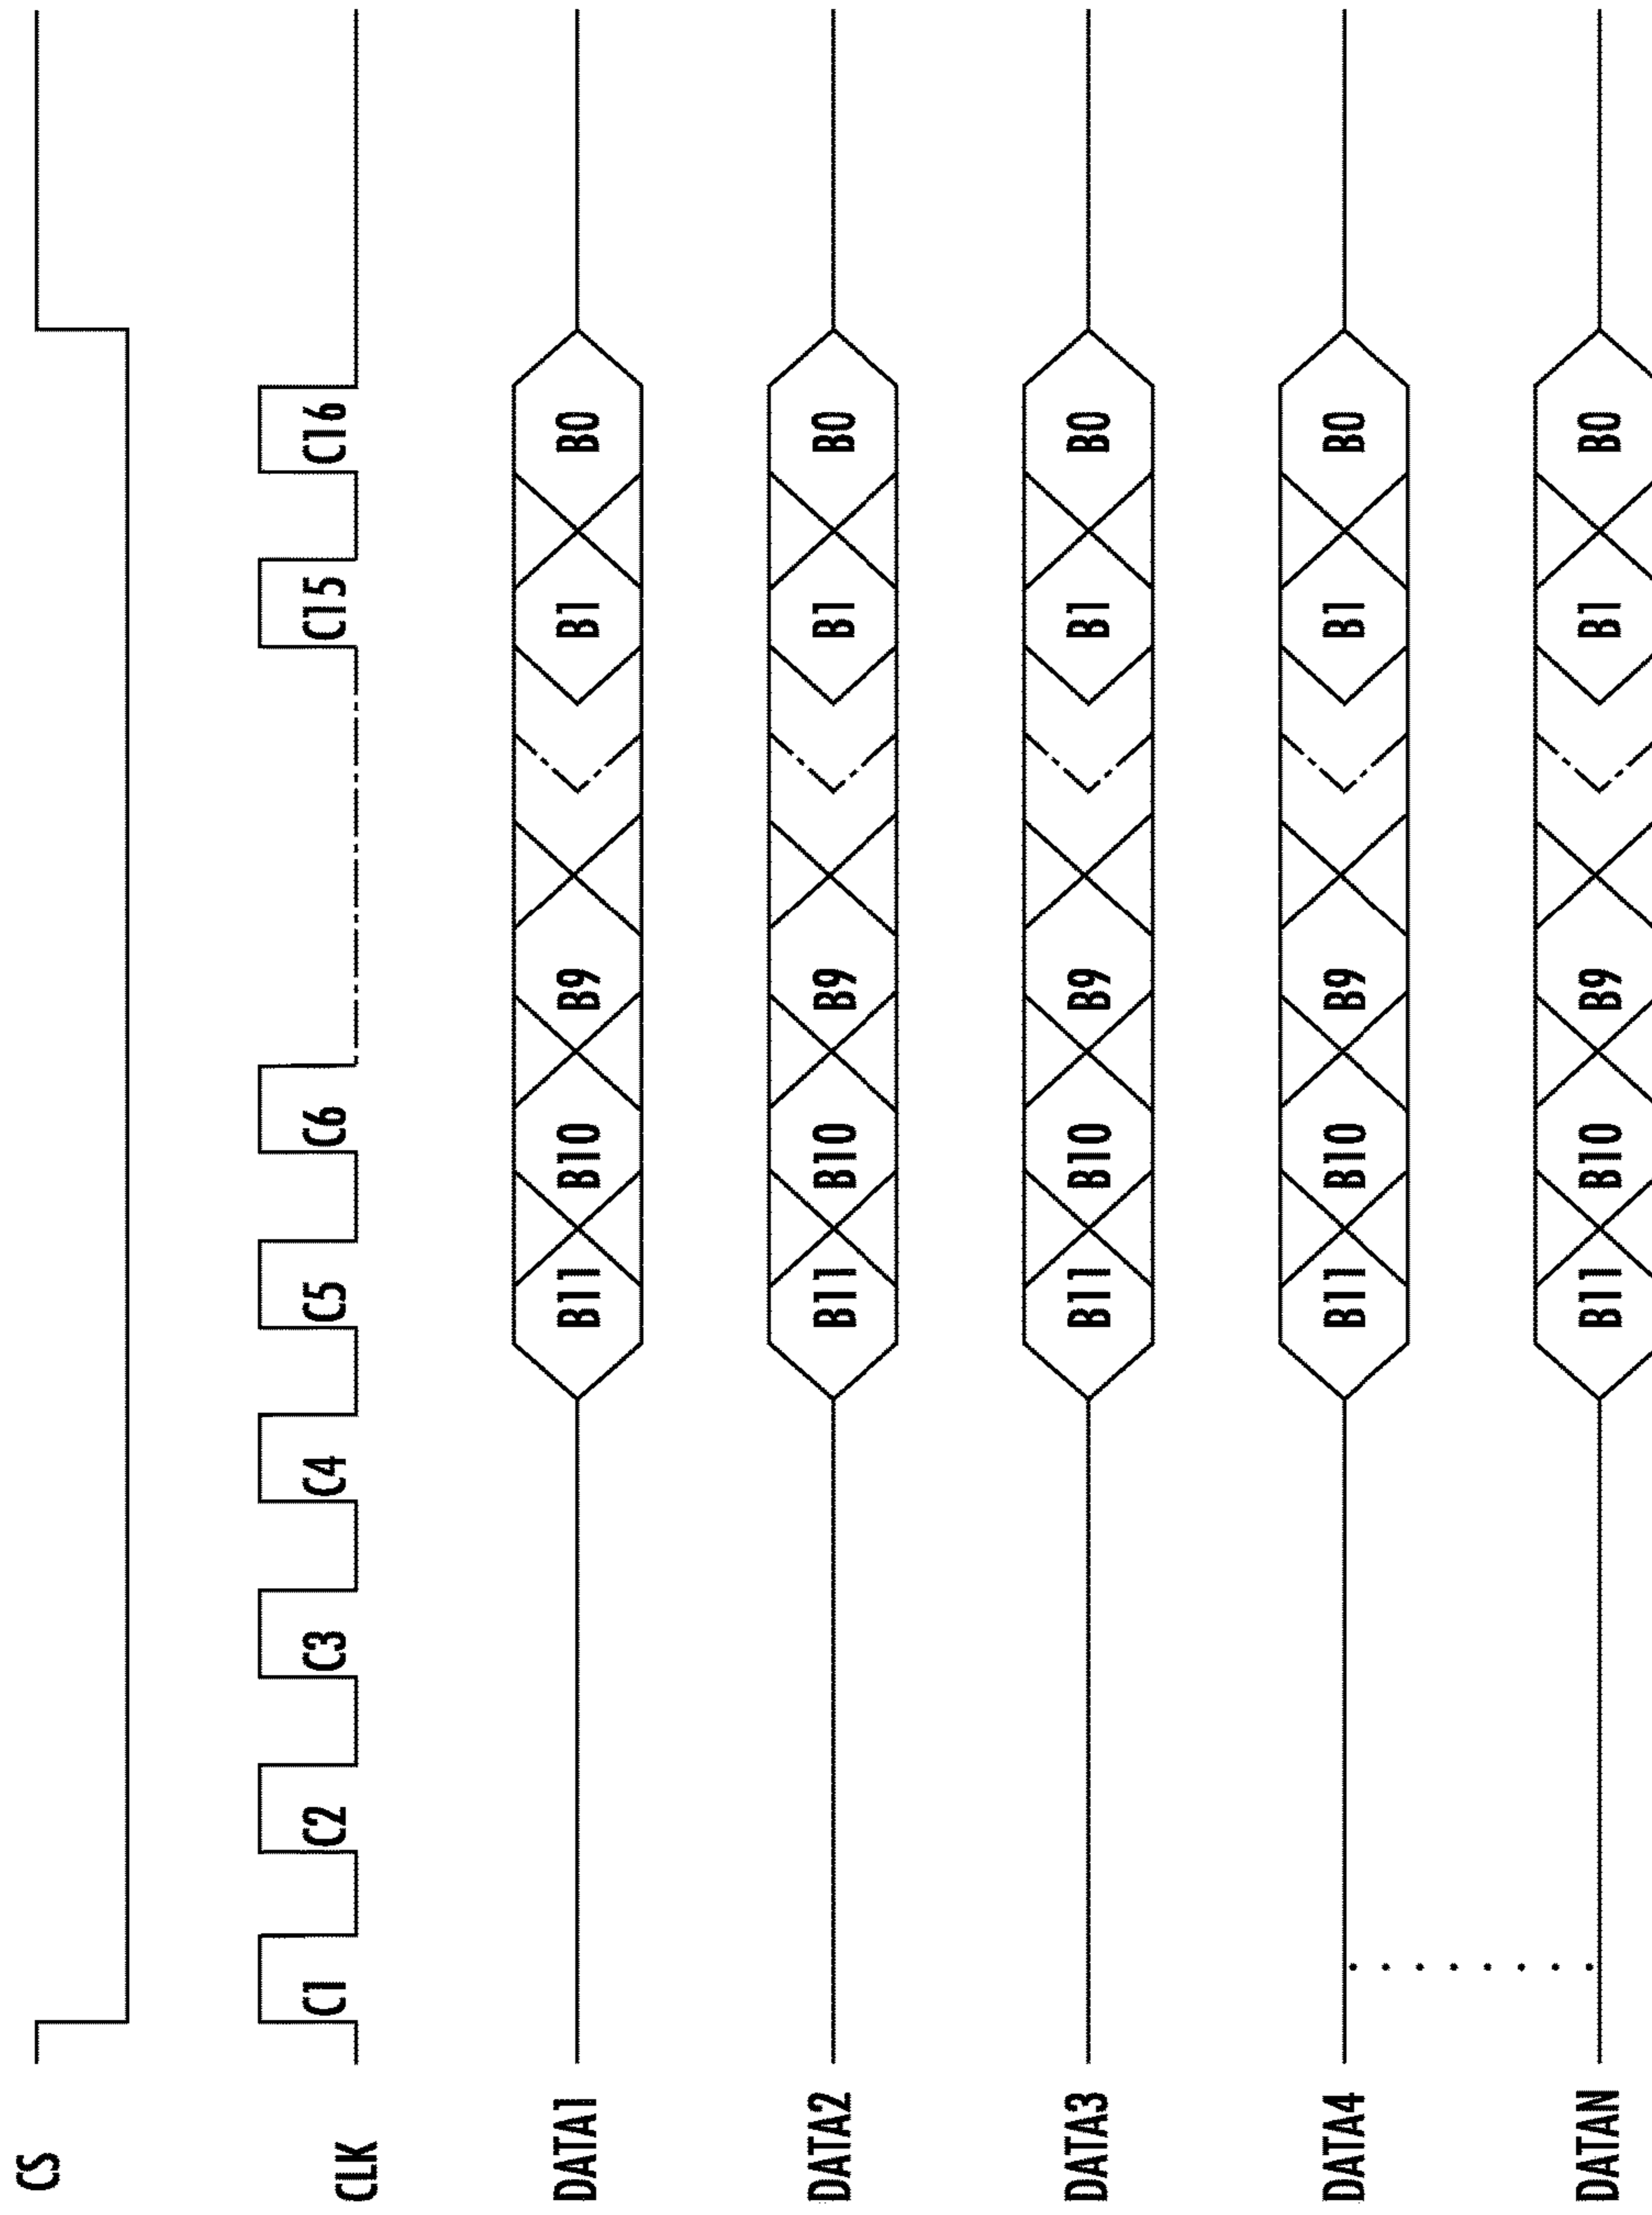 CS
CLK C1 C2 C3 C4 C5 C6 C15 C16
DATA1 B11 B10 B9 B1 B0
DATA2 B11 B10 B9 B1 B0
DATA3 B11 B10 B9 B1 B0
DATA4 B11 B10 B9 B1 B0
DATAN B11 B10 B9 B1 B0